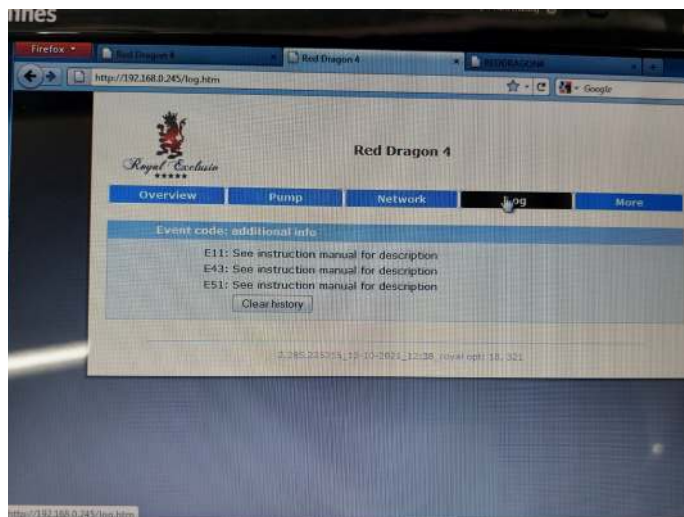 Firefox
Red Dragon 4
Red Dragon 4
REDDRAGON4
http://192.168.0.245/log.htm
Google
Royal Exclusiv
Red Dragon 4
Overview
Pump
Network
Log
More
Event code: additional info
E11: See instruction manual for description
E43: See instruction manual for description
E51: See instruction manual for description
Clear history
http://192.168.0.245/log.htm